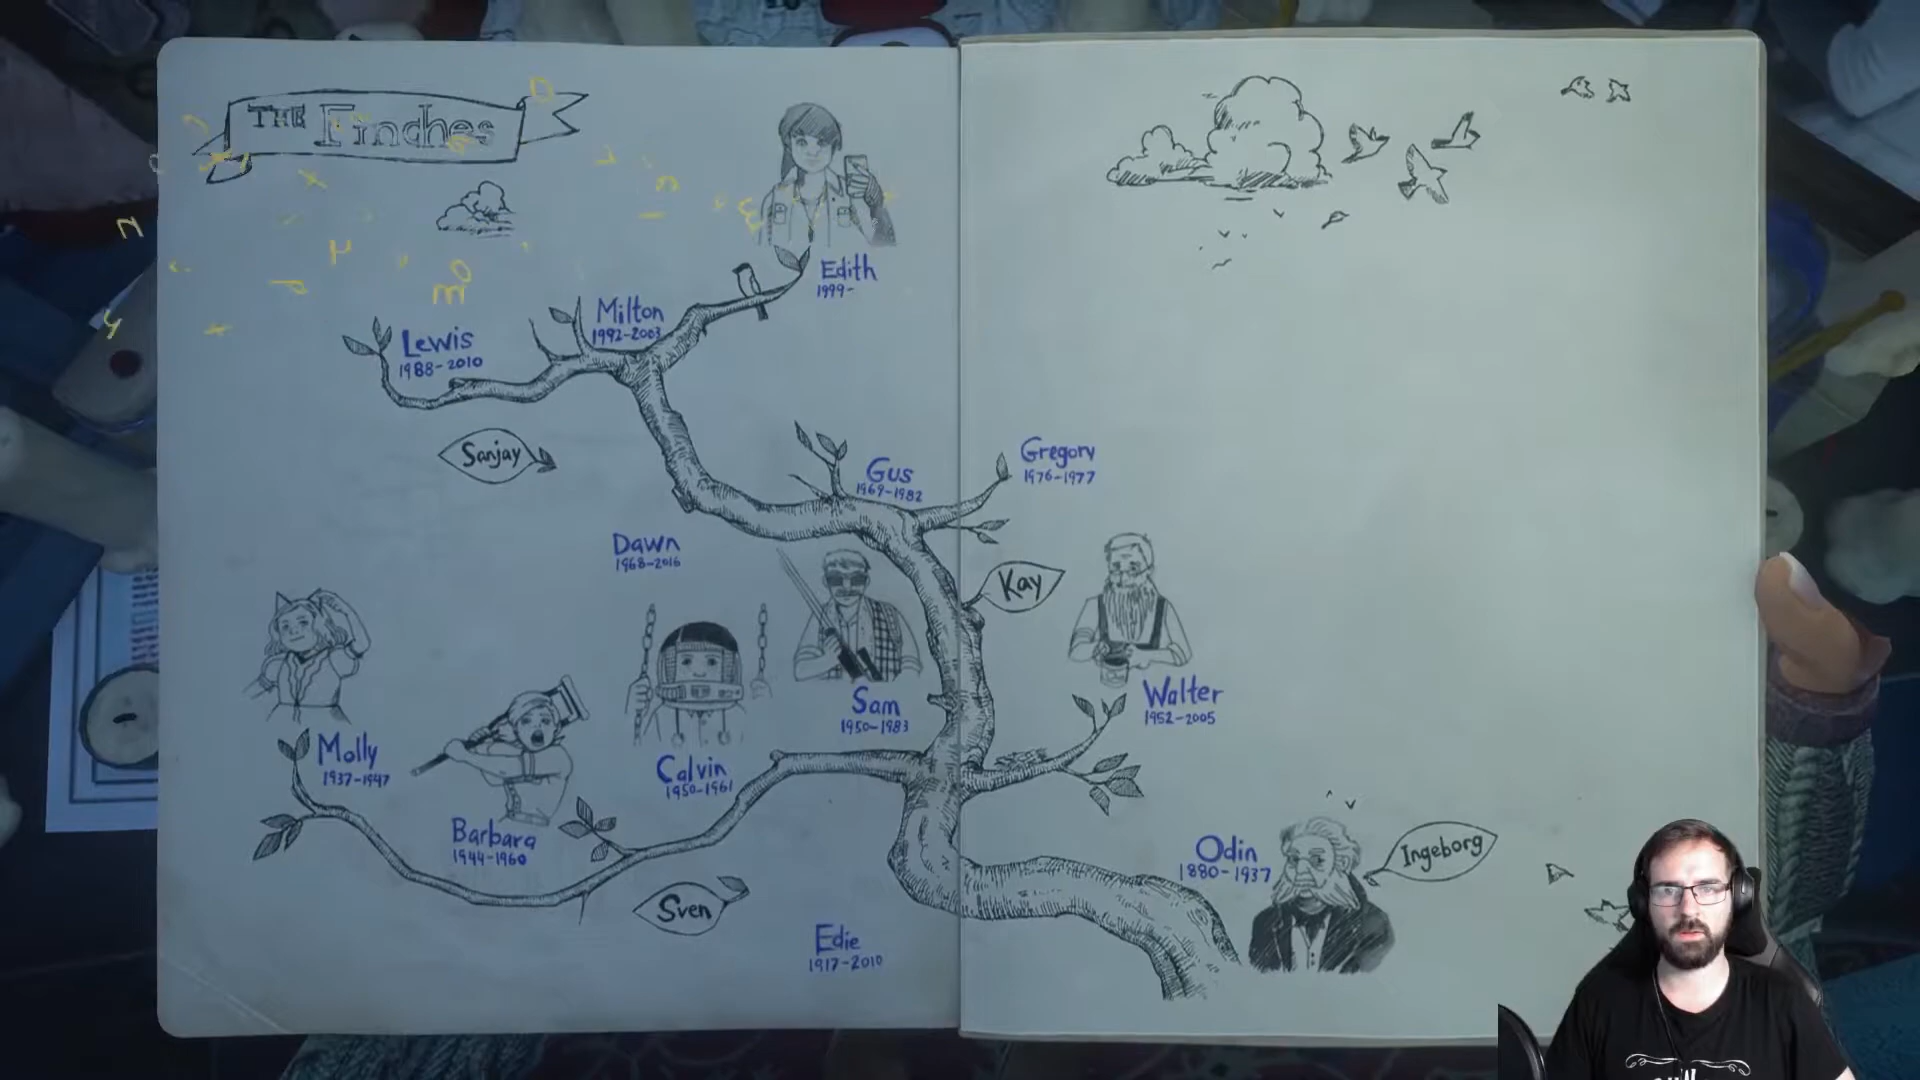 THE Finches
Edith
1999-
Milton
1992-2003
Lewis
1988-2010
Sanjay
Gus
1969-1982
Gregory
1976-1977
Dawn
1968-2016
Kay
Sam
1950-1983
Walter
1952-2005
Molly
1937-1947
Calvin
1950-1961
Barbara
1944-1960
Sven
Odin
1880-1937
Ingeborg
Edie
1917-2010